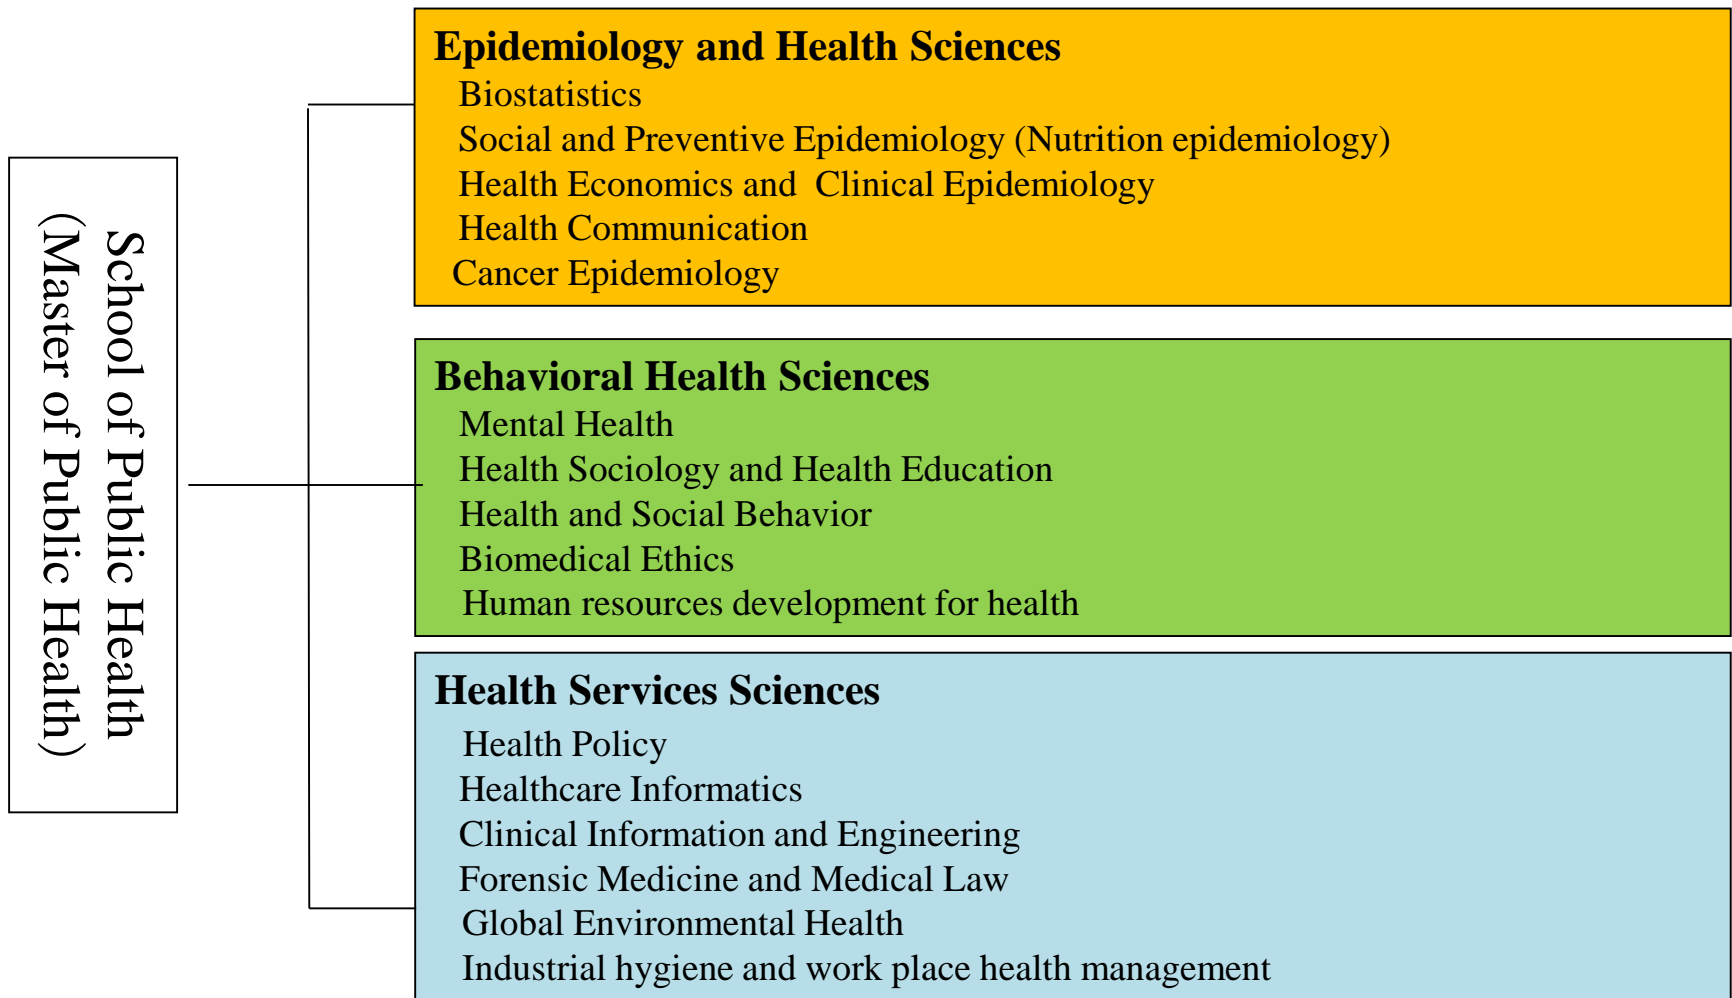 School of Public Health
(Master of Public Health)
Epidemiology and Health Sciences
Biostatistics
Social and Preventive Epidemiology (Nutrition epidemiology)
Health Economics and  Clinical Epidemiology
Health Communication
Cancer Epidemiology
Behavioral Health Sciences
Mental Health
Health Sociology and Health Education
Health and Social Behavior
Biomedical Ethics
Human resources development for health
Health Services Sciences
Health Policy
Healthcare Informatics
Clinical Information and Engineering
Forensic Medicine and Medical Law
Global Environmental Health
Industrial hygiene and work place health management